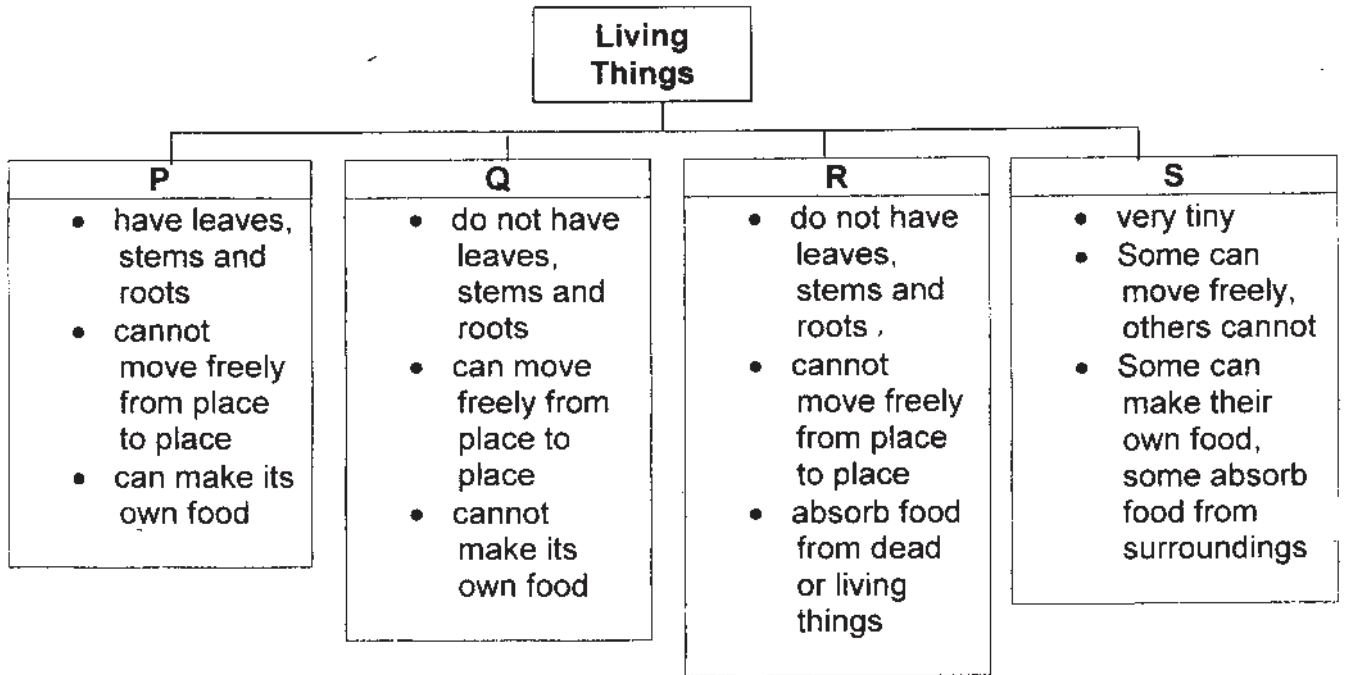 Living
Things
P
• have leaves,
stems and
roots
• cannot
move freely
from place
to place
• can make its
own food
Q
• do not have
leaves,
stems and
roots
• can move
freely from
place to
place
• cannot
make its
own food
R
• do not have
leaves,
stems and
roots
• cannot
move freely
from place
to place
• absorb food
from dead
or living
things
S
• very tiny
• Some can
move freely,
others cannot
• Some can
make their
own food,
some absorb
food from
surroundings